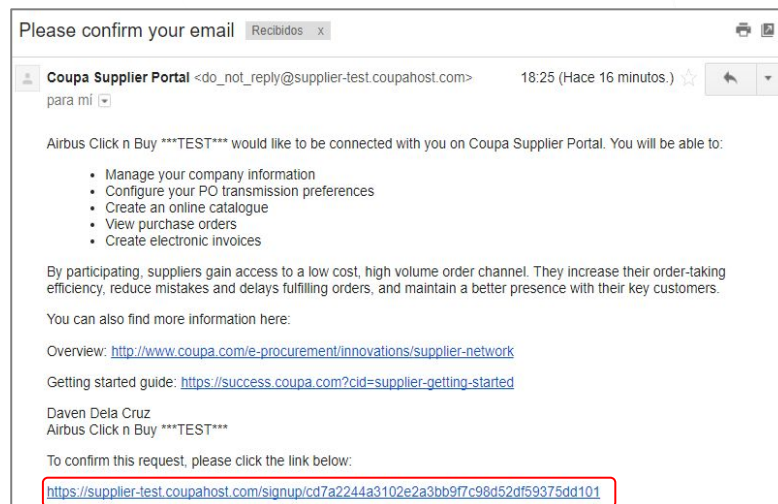 Please confirm your email Recibidos x
Coupa Supplier Portal <do_not_reply@supplier-test.coupahost.com> 18:25 (Hace 16 minutos.)
para mí
Airbus Click n Buy ***TEST*** would like to be connected with you on Coupa Supplier Portal. You will be able to:
• Manage your company information
• Configure your PO transmission preferences
• Create an online catalogue
• View purchase orders
• Create electronic invoices
By participating, suppliers gain access to a low cost, high volume order channel. They increase their order-taking
efficiency, reduce mistakes and delays fulfilling orders, and maintain a better presence with their key customers.
You can also find more information here:
Overview: http://www.coupa.com/e-procurement/innovations/supplier-network
Getting started guide: https://success.coupa.com?cid=supplier-getting-started
Daven Dela Cruz
Airbus Click n Buy ***TEST***
To confirm this request, please click the link below:
https://supplier-test.coupahost.com/signup/cd7a2244a3102e2a3bb9f7c98d52df59375dd101